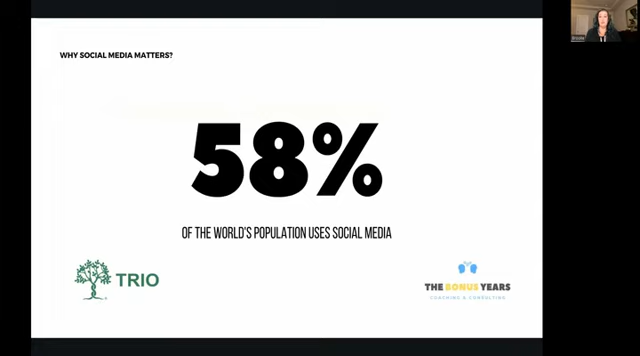 WHY SOCIAL MEDIA MATTERS?
58%
OF THE WORLD'S POPULATION USES SOCIAL MEDIA
TRIO
THE BONUS YEARS
COACHING & CONSULTING